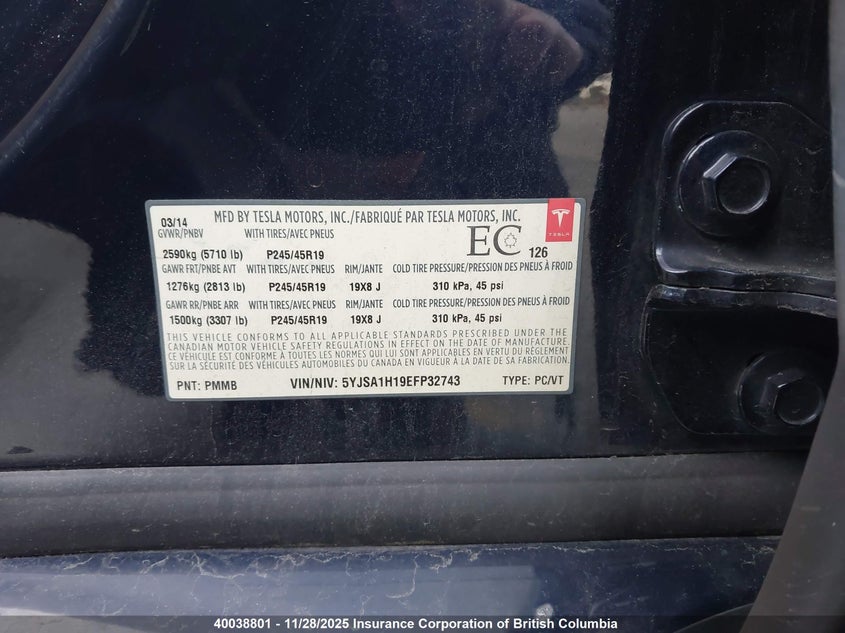 03/14 MFD BY TESLA MOTORS, INC./FABRIQUÉ PAR TESLA MOTORS, INC.
GVWR/PNBV WITH TIRES/AVEC PNEUS
EC 126
TESLA
2590kg (5710 lb) P245/45R19
GAWR FRT/PNBE AVT WITH TIRES/AVEC PNEUS RIM/JANTE COLD TIRE PRESSURE/PRESSION DES PNEUS À FROID
1276kg (2813 lb) P245/45R19 19X8 J 310 kPa, 45 psi
GAWR RR/PNBE ARR WITH TIRES/AVEC PNEUS RIM/JANTE COLD TIRE PRESSURE/PRESSION DES PNEUS À FROID
1500kg (3307 lb) P245/45R19 19X8 J 310 kPa, 45 psi
THIS VEHICLE CONFORMS TO ALL APPLICABLE STANDARDS PRESCRIBED UNDER THE
CANADIAN MOTOR VEHICLE SAFETY REGULATIONS IN EFFECT ON THE DATE OF MANUFACTURE
CE VÉHICULE EST CONFORME À TOUTES LES NORMES QUI LUI SONT APPLICABLES EN VERTU DU RÈGLEMENT
SUR LA SÉCURITÉ DES VÉHICULES AUTOMOBILES DU CANADA EN VIGUEUR À LA DATE DE SA FABRICATION.
PNT: PMMB VIN/NIV: 5YJSA1H19EFP32743 TYPE: PC/VT
40038801 - 11/28/2025 Insurance Corporation of British Columbia